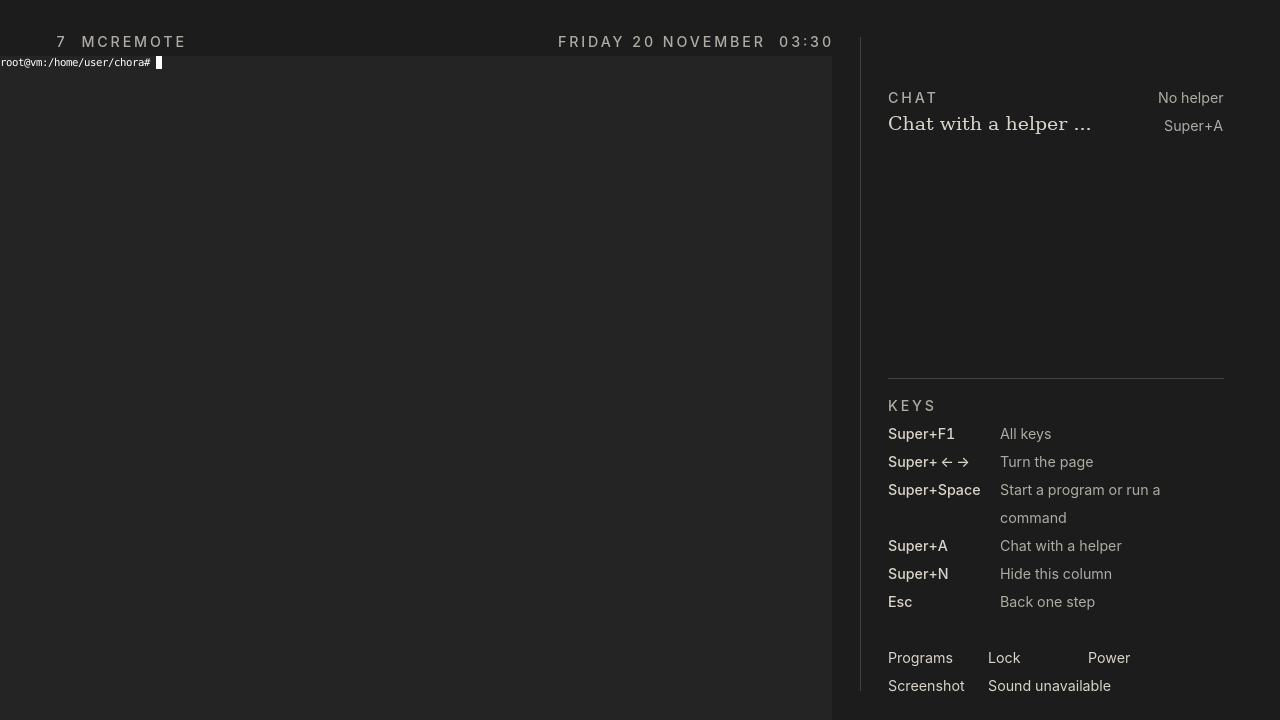 7 MCREMOTE
FRIDAY 20 NOVEMBER 03:30
root@vm:/home/user/chora#
CHAT
No helper
Chat with a helper ...
Super+A
KEYS
Super+F1 All keys
Super+ ← → Turn the page
Super+Space Start a program or run a
command
Super+A Chat with a helper
Super+N Hide this column
Esc Back one step
Programs Lock Power
Screenshot Sound unavailable